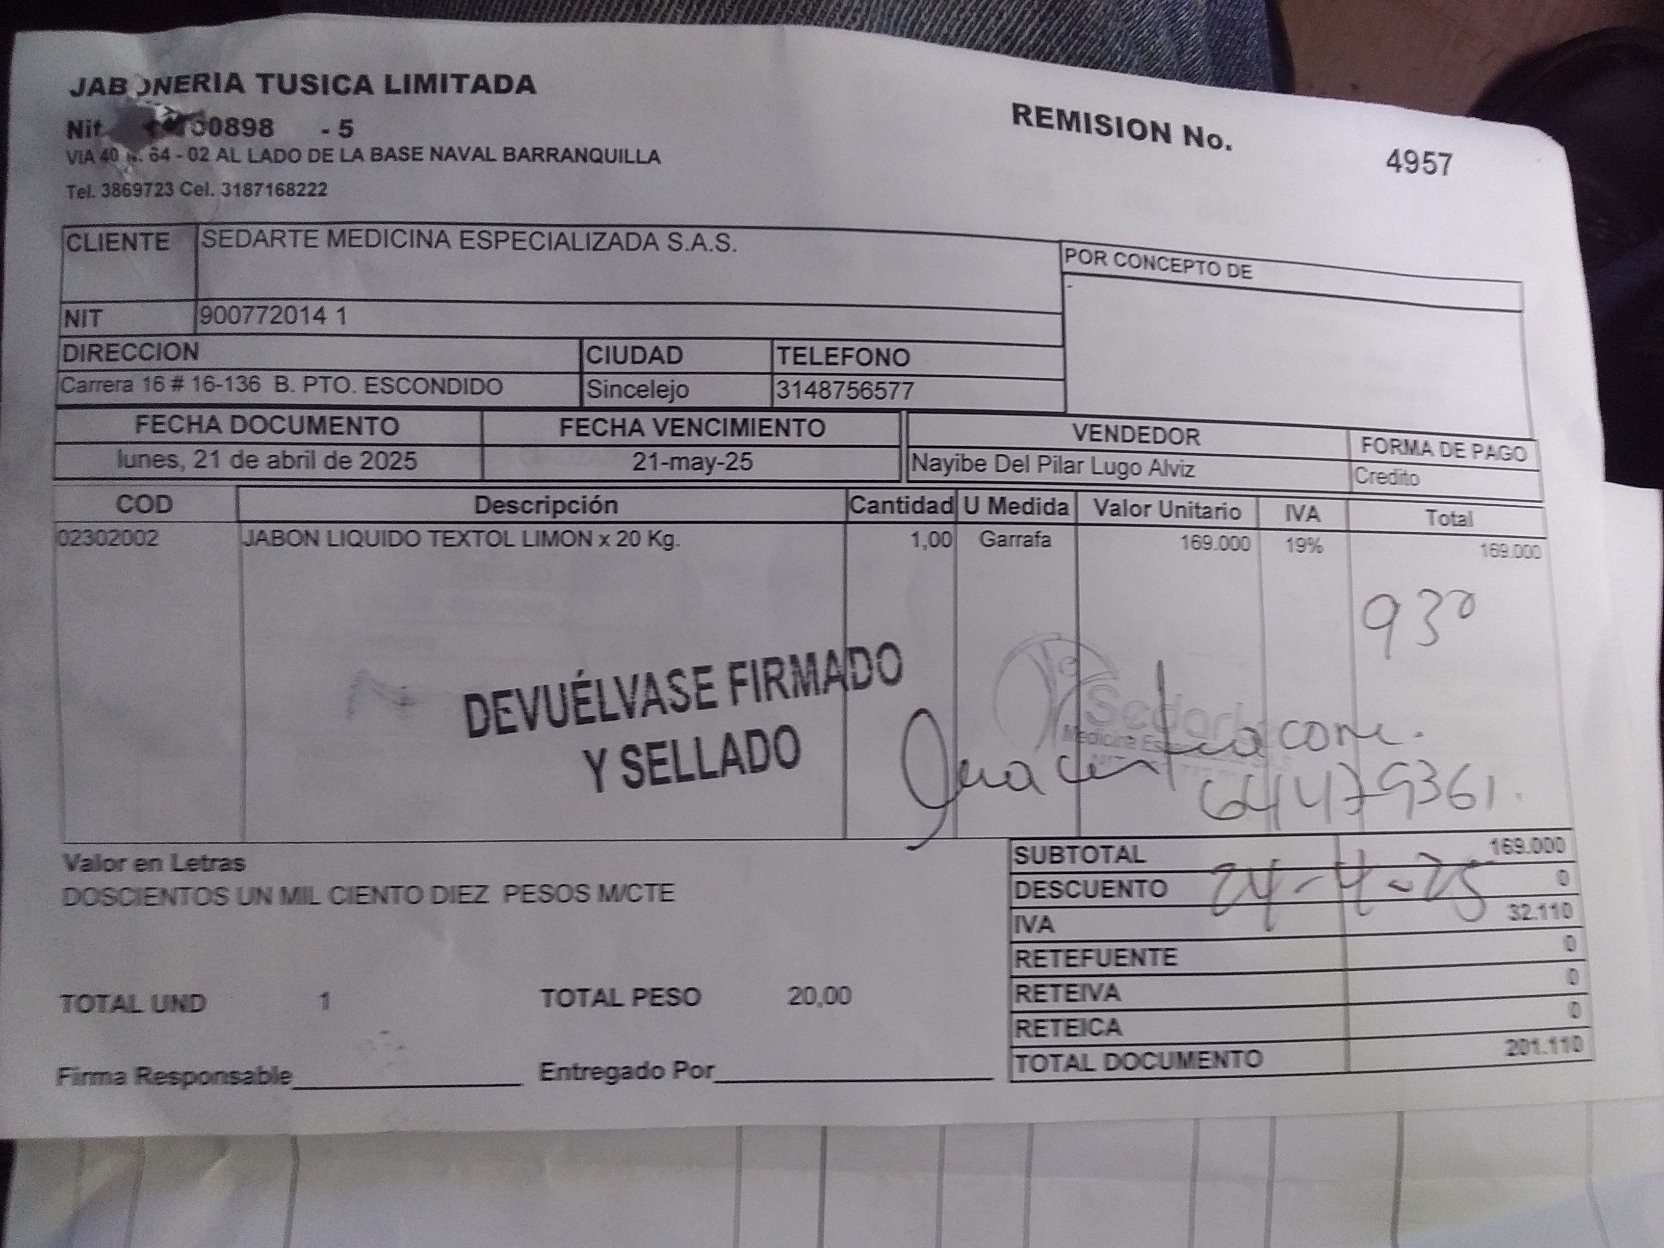 JABONERIA TUSICA LIMITADA
Nit 00898 - 5
VIA 40 N. 64 - 02 AL LADO DE LA BASE NAVAL BARRANQUILLA
Tel. 3869723 Cel. 3187168222
REMISION No. 4957
CLIENTE SEDARTE MEDICINA ESPECIALIZADA S.A.S.
POR CONCEPTO DE
-
NIT 900772014 1
DIRECCION CIUDAD TELEFONO
Carrera 16 # 16-136 B. PTO. ESCONDIDO Sincelejo 3148756577
FECHA DOCUMENTO FECHA VENCIMIENTO VENDEDOR FORMA DE PAGO
lunes, 21 de abril de 2025 21-may-25 Nayibe Del Pilar Lugo Alviz Credito
COD Descripción Cantidad U Medida Valor Unitario IVA Total
02302002 JABON LIQUIDO TEXTOL LIMON x 20 Kg. 1,00 Garrafa 169.000 19% 169.000
930
DEVUÉLVASE FIRMADO
Y SELLADO
Sedarte
Medicina
64479361.
24-4-25
SUBTOTAL 169.000
DESCUENTO 0
IVA 32.110
RETEFUENTE 0
RETEIVA 0
RETEICA 0
TOTAL DOCUMENTO 201.110
Valor en Letras
DOSCIENTOS UN MIL CIENTO DIEZ PESOS M/CTE
TOTAL UND 1 TOTAL PESO 20,00
Firma Responsable Entregado Por